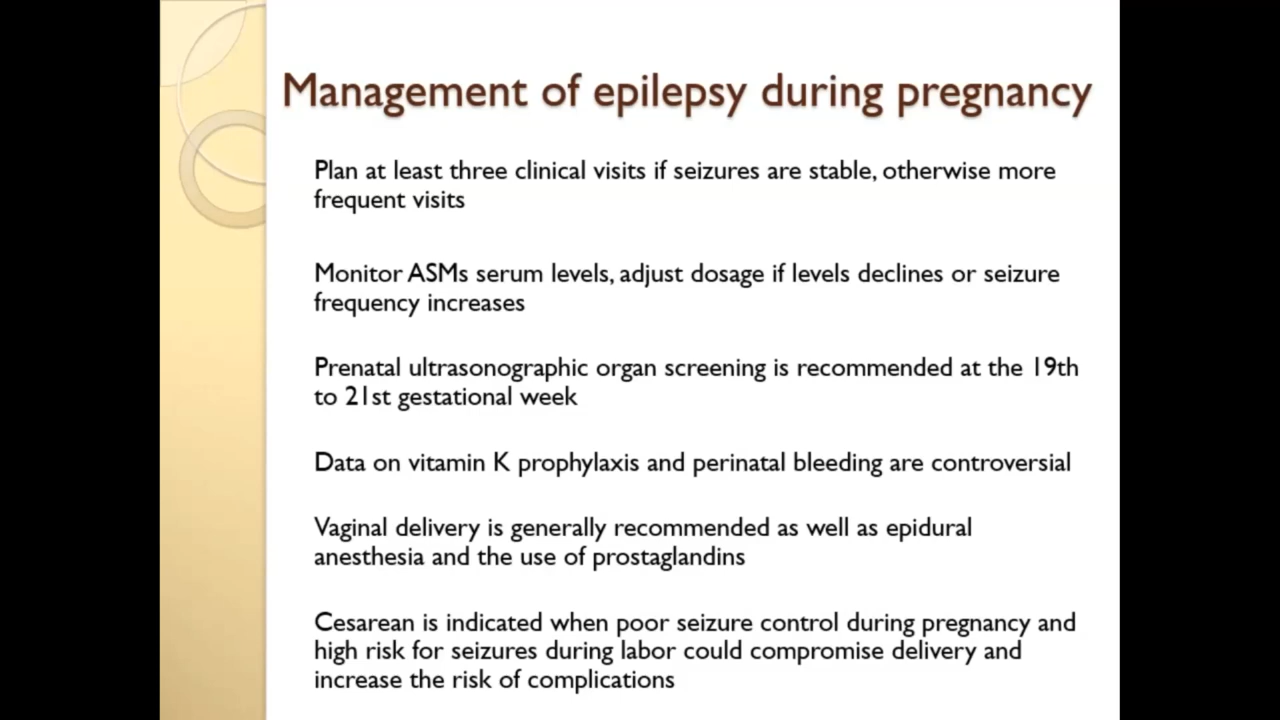 Management of epilepsy during pregnancy
Plan at least three clinical visits if seizures are stable, otherwise more
frequent visits
Monitor ASMs serum levels, adjust dosage if levels declines or seizure
frequency increases
Prenatal ultrasonographic organ screening is recommended at the 19th
to 21st gestational week
Data on vitamin K prophylaxis and perinatal bleeding are controversial
Vaginal delivery is generally recommended as well as epidural
anesthesia and the use of prostaglandins
Cesarean is indicated when poor seizure control during pregnancy and
high risk for seizures during labor could compromise delivery and
increase the risk of complications